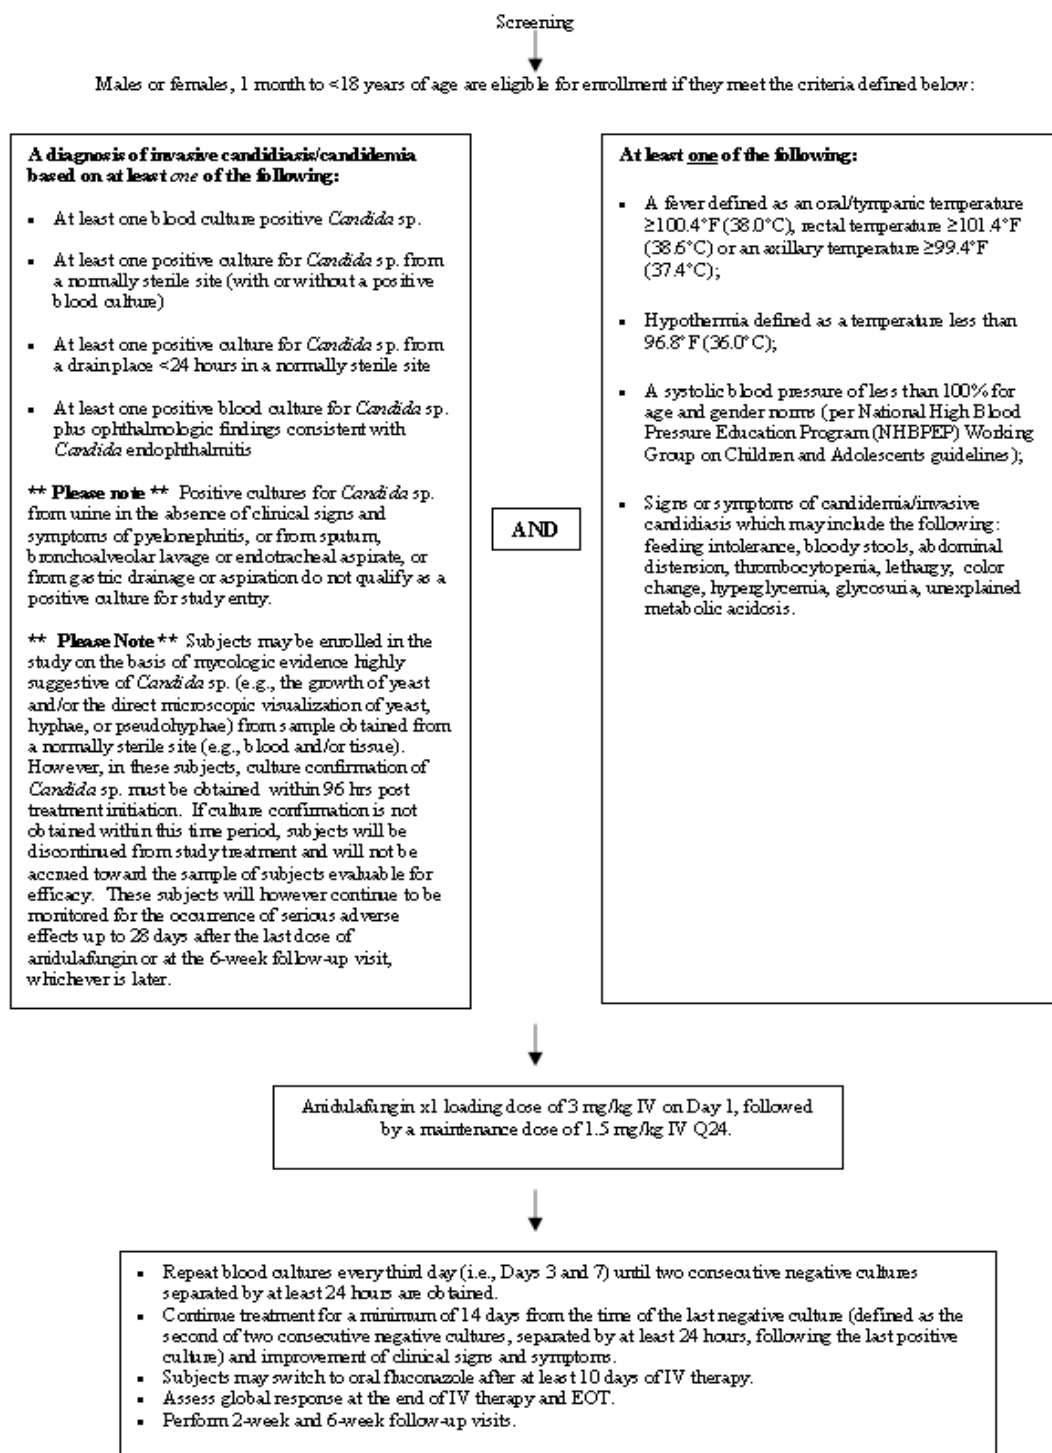 Screening
Males or females, 1 month to <18 years of age are eligible for enrollment if they meet the criteria defined below:
A diagnosis of invasive candidiasis/candidemia
based on at least one of the following:
▪ At least one blood culture positive Candida sp.
▪ At least one positive culture for Candida sp. from
a normally sterile site (with or without a positive
blood culture)
▪ At least one positive culture for Candida sp. from
a drain place <24 hours in a normally sterile site
▪ At least one positive blood culture for Candida sp.
plus ophthalmologic findings consistent with
Candida endophthalmitis
** Please note ** Positive cultures for Candida sp.
from urine in the absence of clinical signs and
symptoms of pyelonephritis, or from sputum,
bronchoalveolar lavage or endotracheal aspirate, or
from gastric drainage or aspiration do not qualify as a
positive culture for study entry.
** Please Note ** Subjects may be enrolled in the
study on the basis of mycologic evidence highly
suggestive of Candida sp. (e.g., the growth of yeast
and/or the direct microscopic visualization of yeast,
hyphae, or pseudohyphae) from sample obtained from
a normally sterile site (e.g., blood and/or tissue).
However, in these subjects, culture confirmation of
Candida sp. must be obtained within 96 hrs post
treatment initiation. If culture confirmation is not
obtained within this time period, subjects will be
discontinued from study treatment and will not be
accrued toward the sample of subjects evaluable for
efficacy. These subjects will however continue to be
monitored for the occurrence of serious adverse
effects up to 28 days after the last dose of
anidulafungin or at the 6-week follow-up visit,
whichever is later.
AND
At least one of the following:
▪ A fever defined as an oral/tympanic temperature
≥100.4°F (38.0°C), rectal temperature ≥101.4°F
(38.6°C) or an axillary temperature ≥99.4°F
(37.4°C);
▪ Hypothermia defined as a temperature less than
96.8°F (36.0°C);
▪ A systolic blood pressure of less than 100% for
age and gender norms (per National High Blood
Pressure Education Program (NHBPEP) Working
Group on Children and Adolescents guidelines);
▪ Signs or symptoms of candidemia/invasive
candidiasis which may include the following:
feeding intolerance, bloody stools, abdominal
distension, thrombocytopenia, lethargy, color
change, hyperglycemia, glycosuria, unexplained
metabolic acidosis.
Anidulafungin x1 loading dose of 3 mg/kg IV on Day 1, followed
by a maintenance dose of 1.5 mg/kg IV Q24.
▪ Repeat blood cultures every third day (i.e., Days 3 and 7) until two consecutive negative cultures
separated by at least 24 hours are obtained.
▪ Continue treatment for a minimum of 14 days from the time of the last negative culture (defined as the
second of two consecutive negative cultures, separated by at least 24 hours, following the last positive
culture) and improvement of clinical signs and symptoms.
▪ Subjects may switch to oral fluconazole after at least 10 days of IV therapy.
▪ Assess global response at the end of IV therapy and EOT.
▪ Perform 2-week and 6-week follow-up visits.